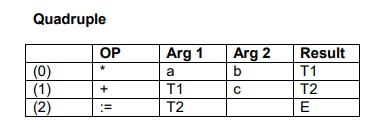 Quadruple
OP Arg 1 Arg 2 Result
(0) * a b T1
(1) + T1 c T2
(2) := T2 E